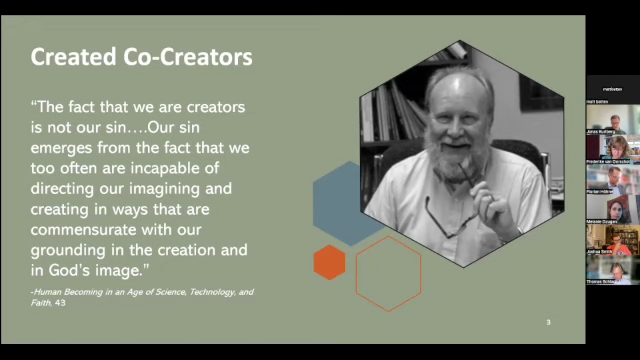 Created Co-Creators
“The fact that we are creators
is not our sin….Our sin
emerges from the fact that we
too often are incapable of
directing our imagining and
creating in ways that are
commensurate with our
grounding in the creation and
in God’s image.”
-Human Becoming in an Age of Science, Technology, and
Faith, 43
3